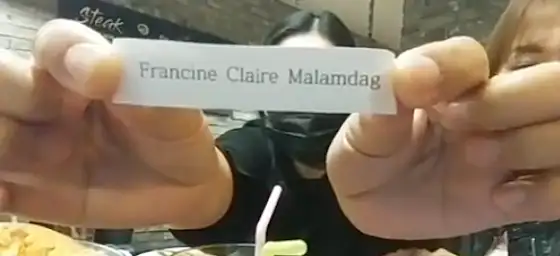 Steak
Francine Claire Malamdag